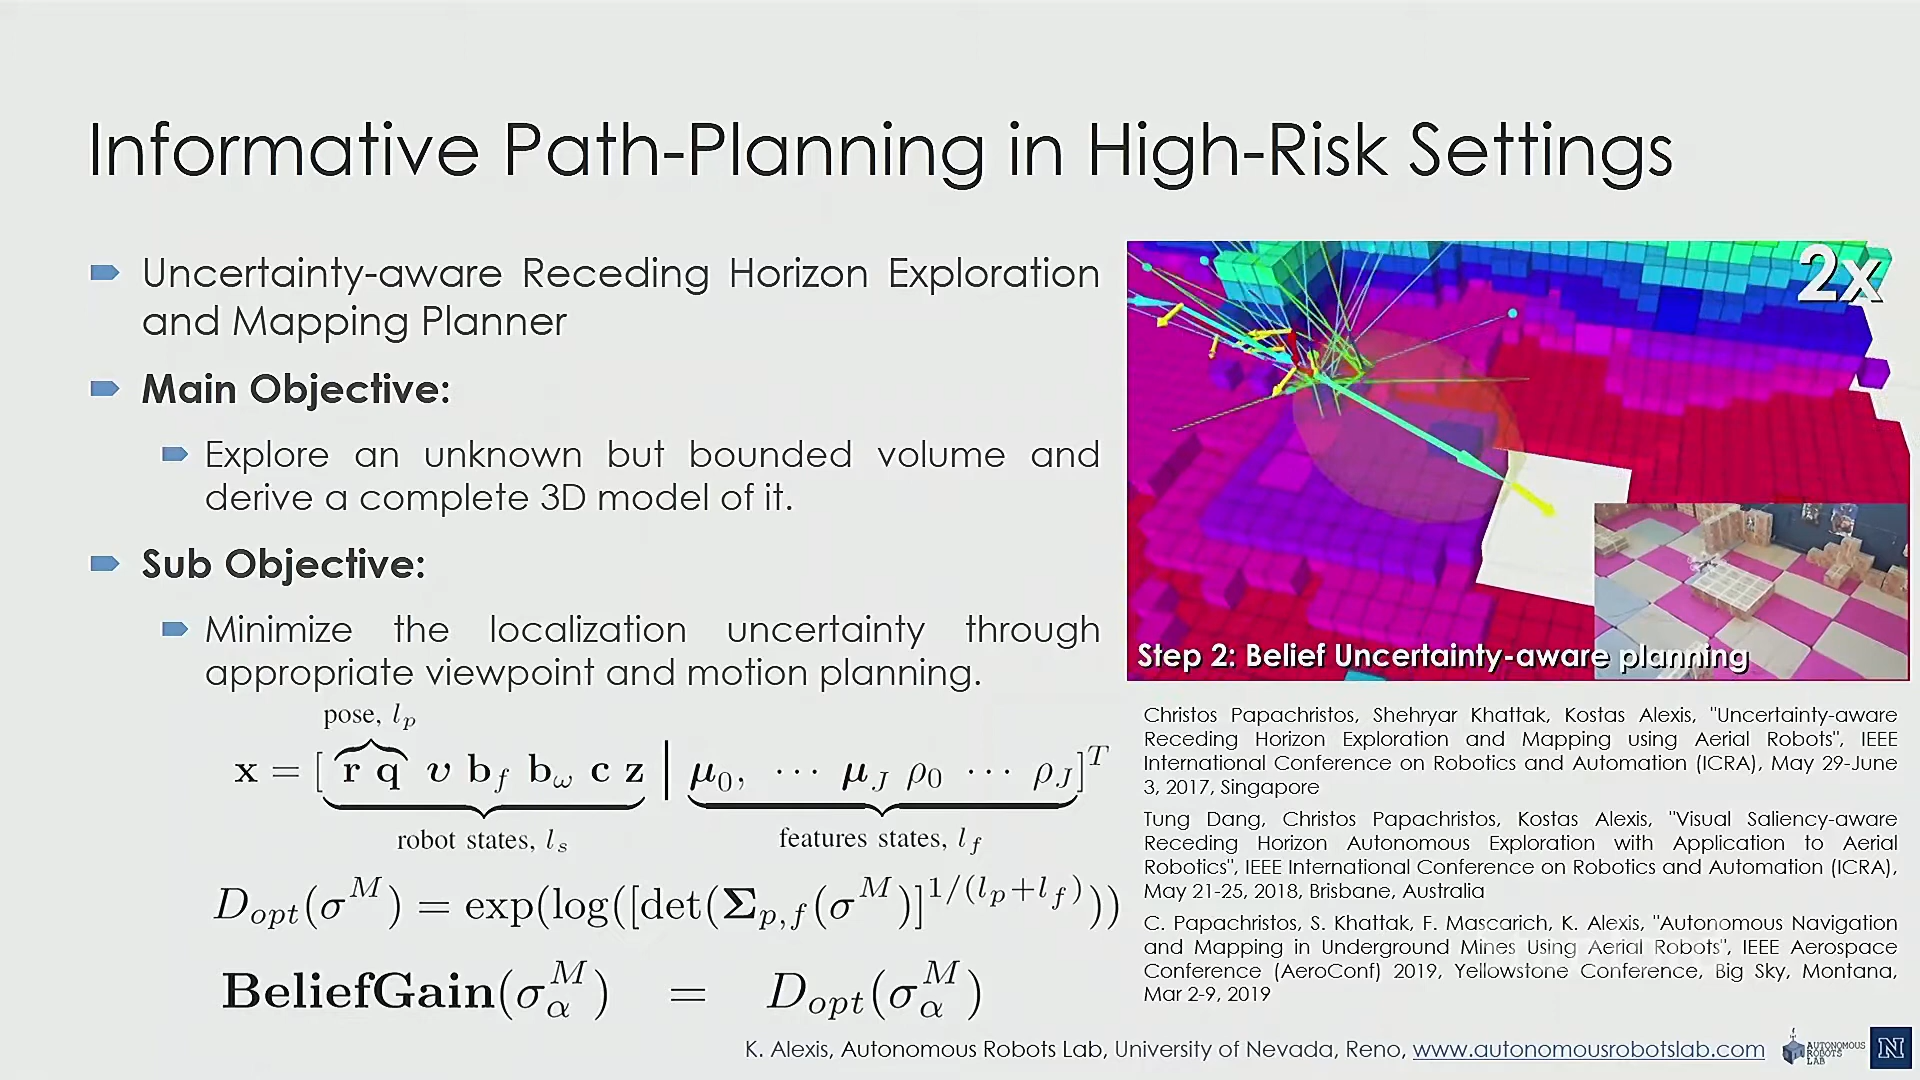 Informative Path-Planning in High-Risk Settings
Uncertainty-aware Receding Horizon Exploration
and Mapping Planner
Main Objective:
Explore an unknown but bounded volume and
derive a complete 3D model of it.
Sub Objective:
Minimize the localization uncertainty through
appropriate viewpoint and motion planning.
pose, l_p
x = [ r q υ b_f b_ω c z | μ_0, ⋯ μ_J ρ_0 ⋯ ρ_J]^T
robot states, l_s features states, l_f
D_opt(σ^M) = exp(log([det(Σ_p,f(σ^M)]^1/(l_p+l_f)))
BeliefGain(σ_α^M) = D_opt(σ_α^M)
2x
Step 2: Belief Uncertainty-aware planning
Christos Papachristos, Shehryar Khattak, Kostas Alexis, "Uncertainty-aware
Receding Horizon Exploration and Mapping using Aerial Robots", IEEE
International Conference on Robotics and Automation (ICRA), May 29-June
3, 2017, Singapore
Tung Dang, Christos Papachristos, Kostas Alexis, "Visual Saliency-aware
Receding Horizon Autonomous Exploration with Application to Aerial
Robotics", IEEE International Conference on Robotics and Automation (ICRA),
May 21-25, 2018, Brisbane, Australia
C. Papachristos, S. Khattak, F. Mascarich, K. Alexis, "Autonomous Navigation
and Mapping in Underground Mines Using Aerial Robots", IEEE Aerospace
Conference (AeroConf) 2019, Yellowstone Conference, Big Sky, Montana,
Mar 2-9, 2019
K. Alexis, Autonomous Robots Lab, University of Nevada, Reno, www.autonomousrobotslab.com
AUTONOMOUS
ROBOTS
LAB
N